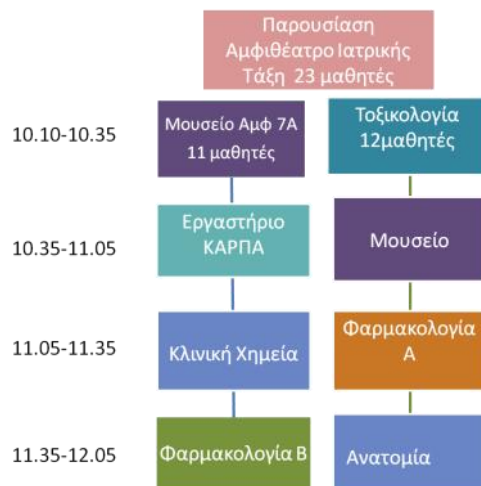 Παρουσίαση
Αμφιθέατρο Ιατρικής
Τάξη 23 μαθητές
10.10-10.35
Μουσείο Αμφ 7Α
11 μαθητές
Τοξικολογία
12μαθητές
10.35-11.05
Εργαστήριο
ΚΑΡΠΑ
Μουσείο
11.05-11.35
Κλινική Χημεία
Φαρμακολογία
Α
11.35-12.05
Φαρμακολογία Β
Ανατομία